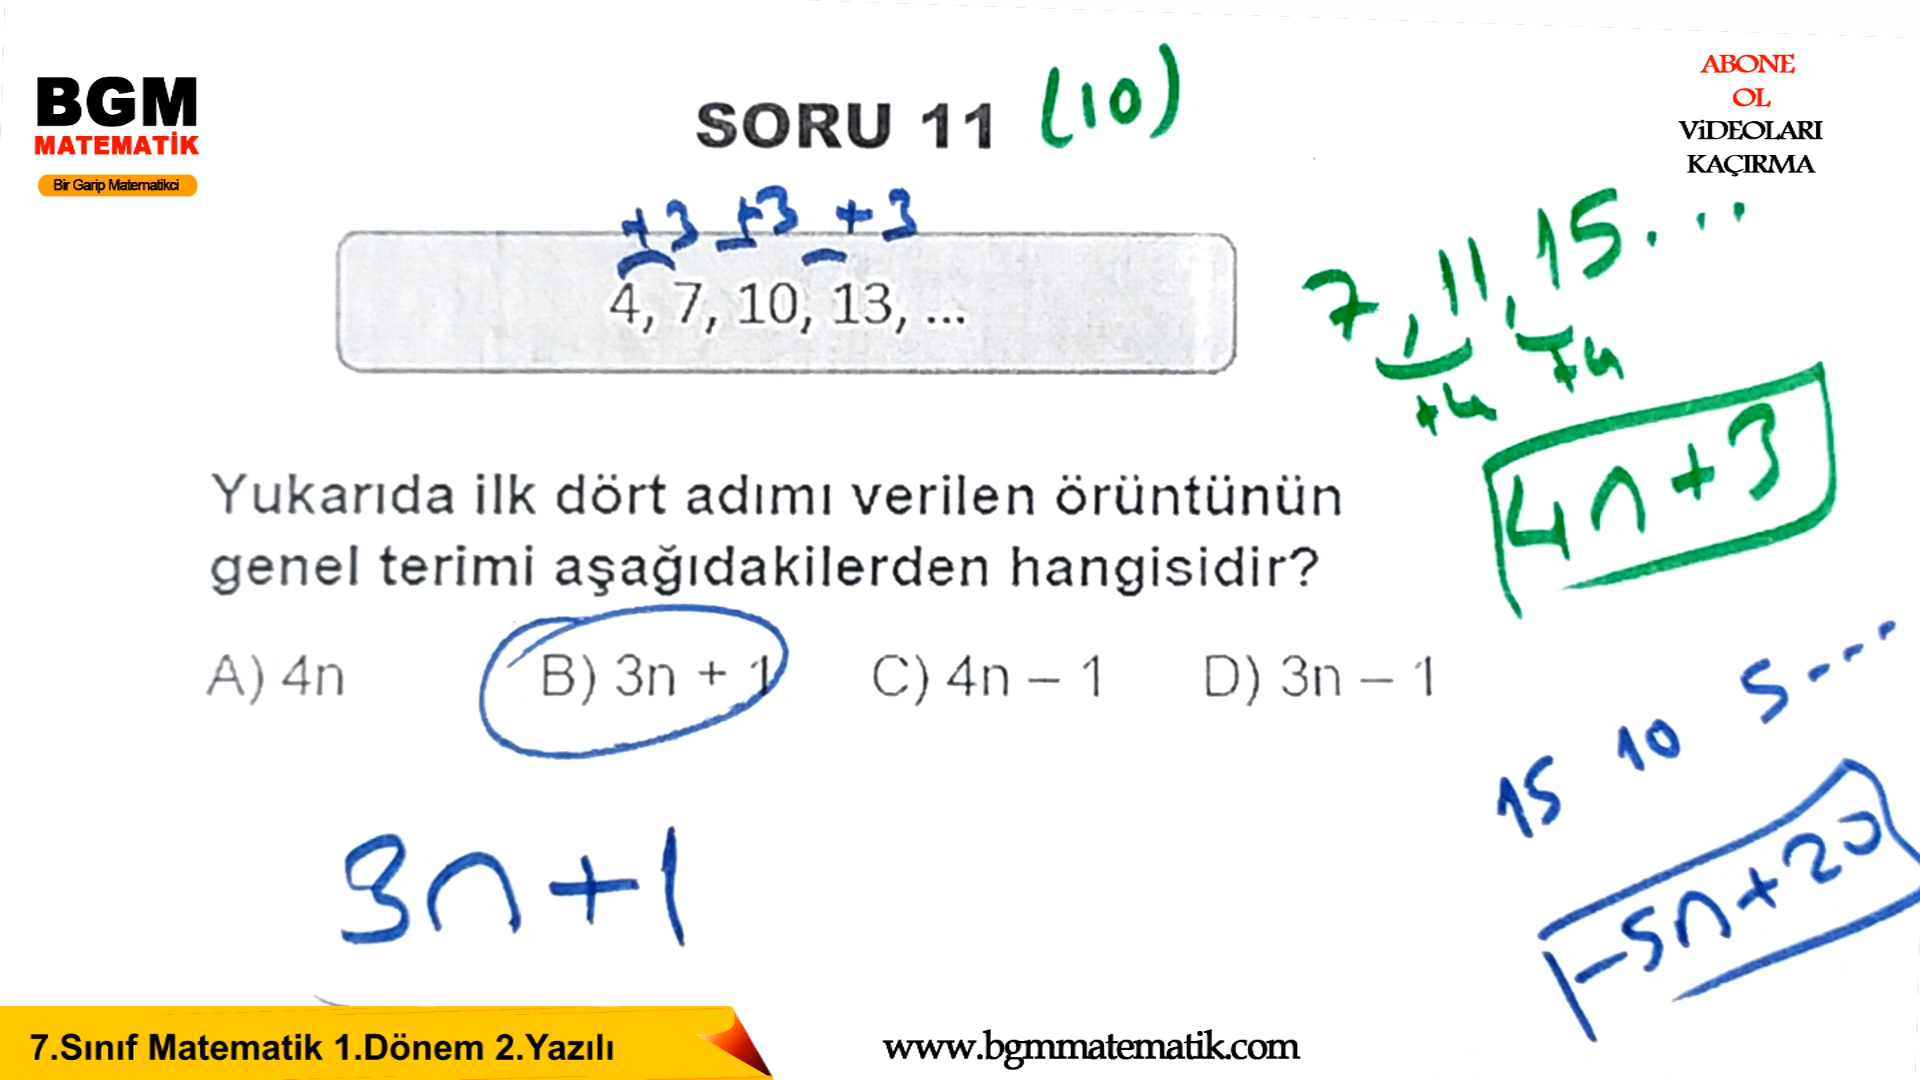 BGM
MATEMATİK
Bir Garip Matematikci
SORU 11 (10)
ABONE
OL
ViDEOLARI
KAÇIRMA
+3 +3 +3
4, 7, 10, 13, ...
7, 11, 15...
+4 +4
4n+3
Yukarıda ilk dört adımı verilen örüntünün
genel terimi aşağıdakilerden hangisidir?
A) 4n B) 3n + 1 C) 4n – 1 D) 3n – 1
15 10 5 ....
-5n+20
3n+1
7.Sınıf Matematik 1.Dönem 2.Yazılı
www.bgmmatematik.com